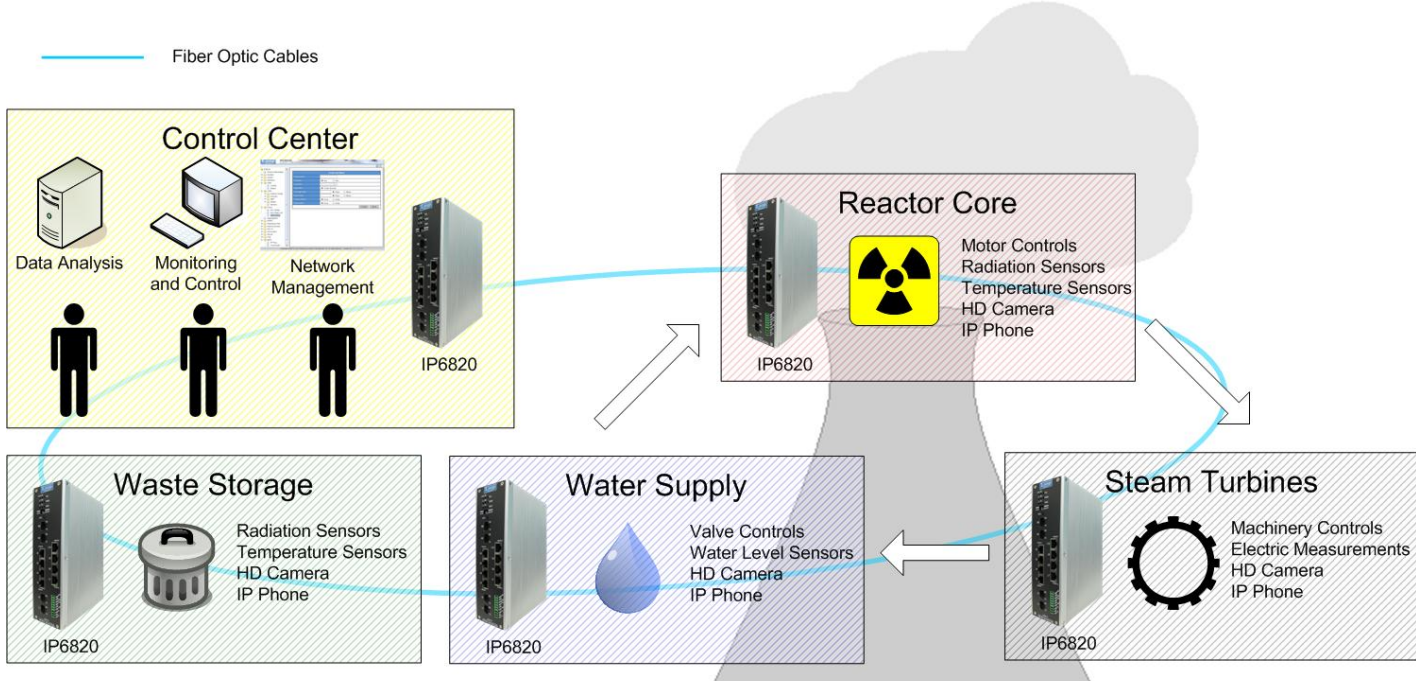 Fiber Optic Cables
Control Center
Data Analysis
Monitoring
and Control
Network
Management
IP6820
Reactor Core
Motor Controls
Radiation Sensors
Temperature Sensors
HD Camera
IP Phone
IP6820
Waste Storage
Radiation Sensors
Temperature Sensors
HD Camera
IP Phone
IP6820
Water Supply
Valve Controls
Water Level Sensors
HD Camera
IP Phone
IP6820
Steam Turbines
Machinery Controls
Electric Measurements
HD Camera
IP Phone
IP6820